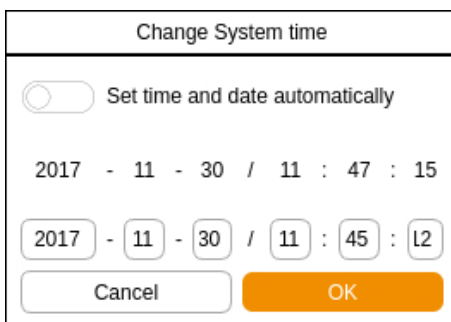 Change System time
Set time and date automatically
2017 - 11 - 30 / 11 : 47 : 15
2017 - 11 - 30 / 11 : 45 : 12
Cancel OK